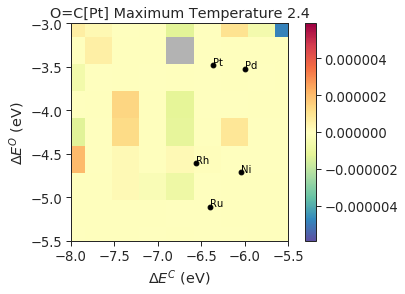 O=C[Pt] Maximum Temperature 2.4
−3.0
−3.5
−4.0
−4.5
−5.0
−5.5
ΔE^O (eV)
Pt
Pd
Rh
Ni
Ru
−8.0 −7.5 −7.0 −6.5 −6.0 −5.5
ΔE^C (eV)
0.000004
0.000002
0.000000
−0.000002
−0.000004